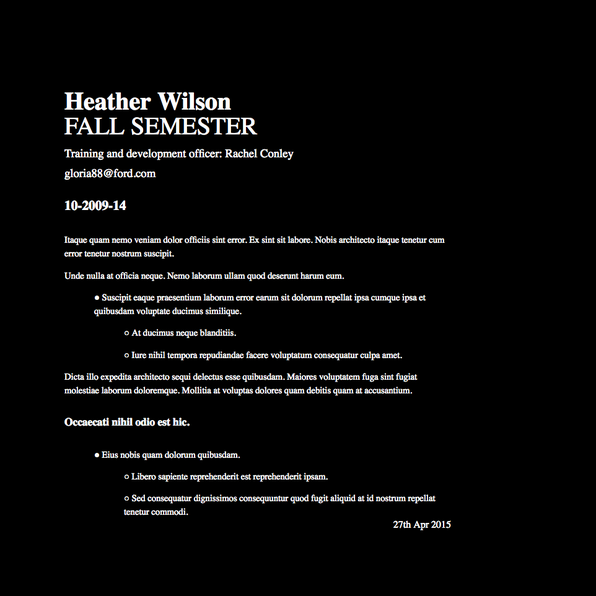 Heather Wilson
FALL SEMESTER
Training and development officer: Rachel Conley
gloria88@ford.com
10-2009-14
Itaque quam nemo veniam dolor officiis sint error. Ex sint sit labore. Nobis architecto itaque tenetur cum
error tenetur nostrum suscipit.
Unde nulla at officia neque. Nemo laborum ullam quod deserunt harum eum.
● Suscipit eaque praesentium laborum error earum sit dolorum repellat ipsa cumque ipsa et
quibusdam voluptate ducimus similique.
○ At ducimus neque blanditiis.
○ Iure nihil tempora repudiandae facere voluptatum consequatur culpa amet.
Dicta illo expedita architecto sequi delectus esse quibusdam. Maiores voluptatem fuga sint fugiat
molestiae laborum doloremque. Mollitia at voluptas dolores quam debitis quam at accusantium.
Occaecati nihil odio est hic.
● Eius nobis quam dolorum quibusdam.
○ Libero sapiente reprehenderit est reprehenderit ipsam.
○ Sed consequatur dignissimos consequuntur quod fugit aliquid at id nostrum repellat
tenetur commodi.
27th Apr 2015